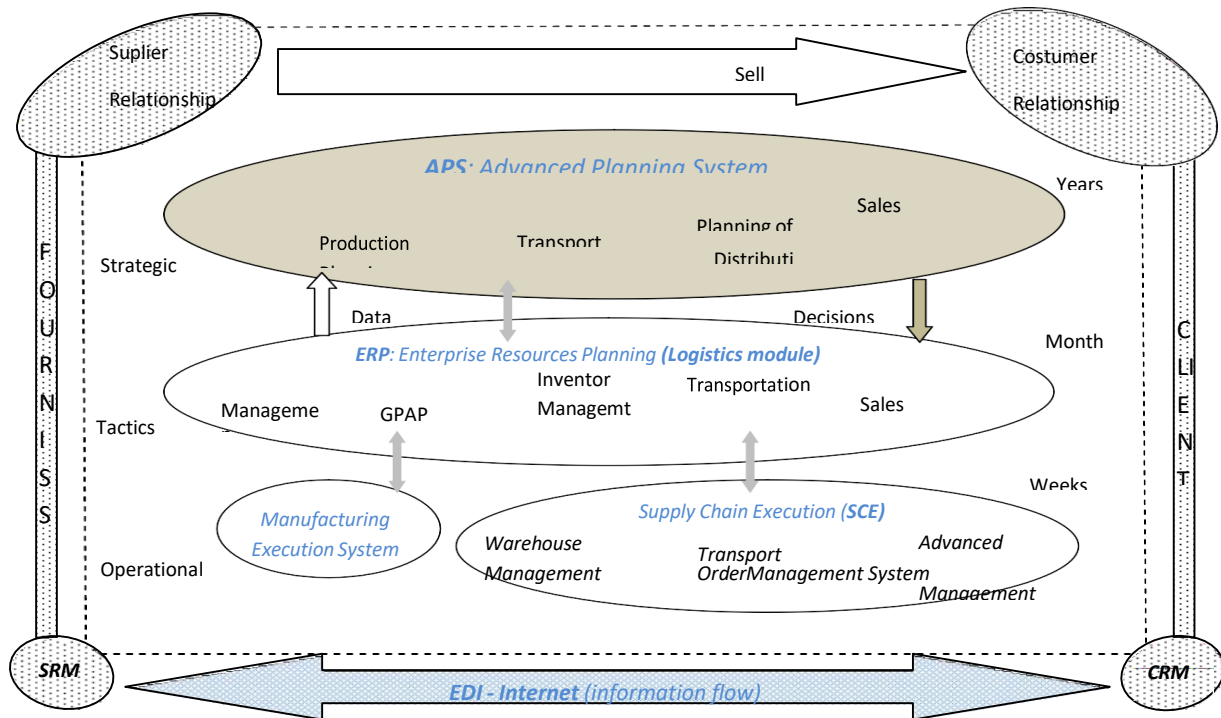 Suplier
Relationship
Sell
Costumer
Relationship
APS: Advanced Planning System
Years
Sales
Planning of
Distributi
Transport
Production
Strategic
Data
Decisions
ERP: Enterprise Resources Planning (Logistics module)
Month
Inventor
Managemt
Transportation
Manageme
GPAP
Sales
Tactics
Weeks
Manufacturing
Execution System
Supply Chain Execution (SCE)
Warehouse
Management
Transport
OrderManagement System
Advanced
Management
Operational
FOURNISS
CLIENT
SRM
CRM
EDI - Internet (information flow)